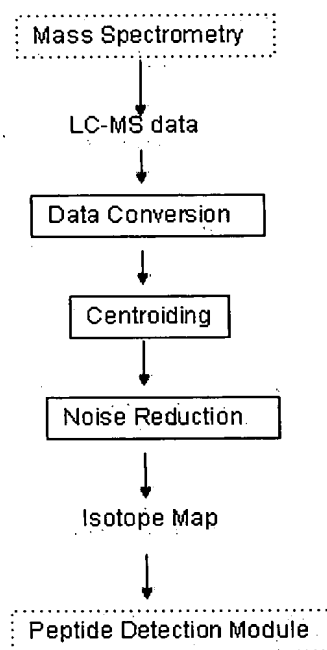 Mass Spectrometry
LC-MS data
Data Conversion
Centroiding
Noise Reduction
Isotope Map
Peptide Detection Module